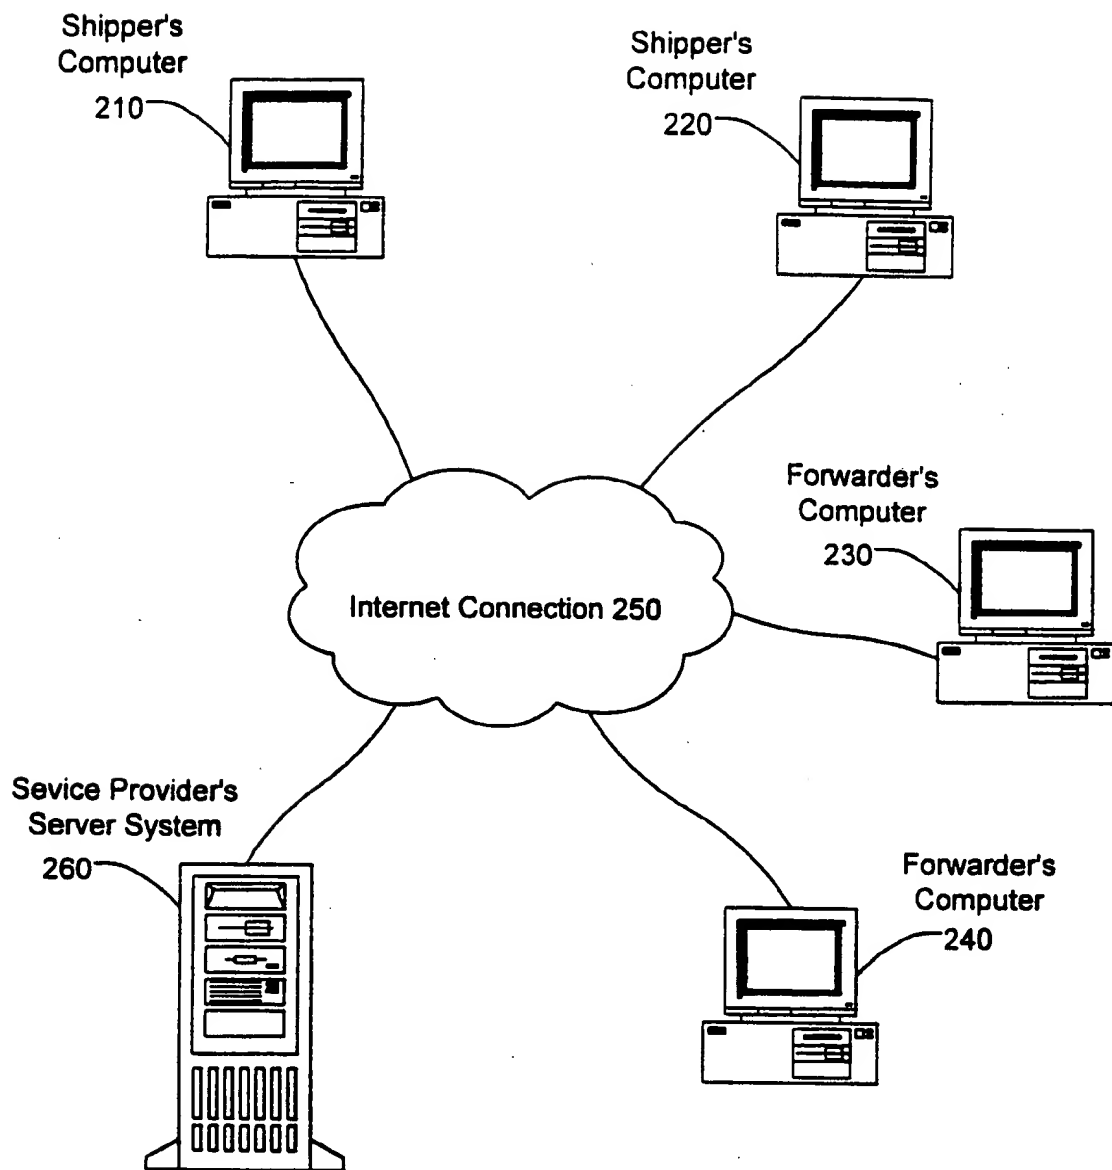 Shipper's
Computer
210
Shipper's
Computer
220
Forwarder's
Computer
230
Internet Connection 250
Sevice Provider's
Server System
260
Forwarder's
Computer
240